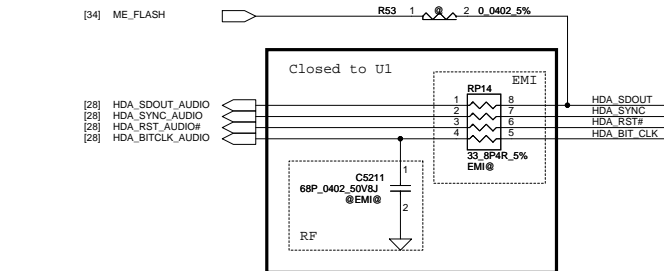 [34] ME_FLASH R53 1 @ 2 0_0402_5%
Closed to U1
EMI
RP14
[28] HDA_SDOUT_AUDIO 1 8 HDA_SDOUT
[28] HDA_SYNC_AUDIO 2 7 HDA_SYNC
[28] HDA_RST_AUDIO# 3 6 HDA_RST#
[28] HDA_BITCLK_AUDIO 4 5 HDA_BIT_CLK
33_8P4R_5%
EMI@
1
C5211
68P_0402_50V8J
@EMI@
2
RF